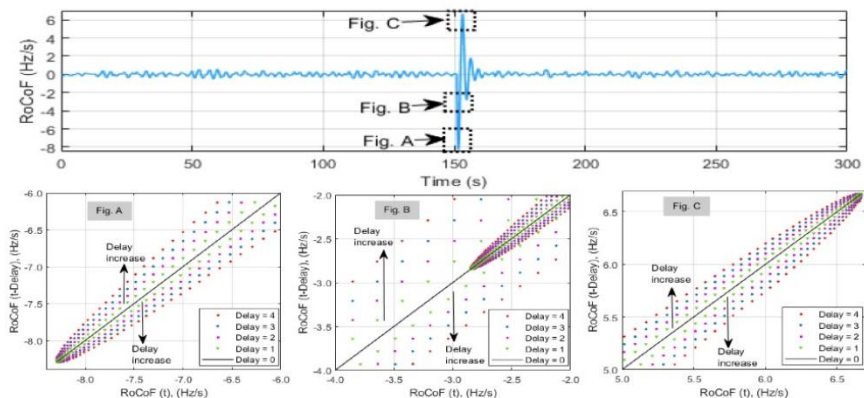 RoCoF (Hz/s)
6
4
2
0
-2
-4
-6
-8
Fig. C
Fig. B
Fig. A
0 50 100 150 200 250 300
Time (s)
RoCoF (t-Delay), (Hz/s)
-6.0
-6.5
-7.0
-7.5
-8.0
Fig. A
Delay
increase
Delay
increase
Delay = 4
Delay = 3
Delay = 2
Delay = 1
Delay = 0
-8.0 -7.5 -7.0 -6.5 -6.0
RoCoF (t), (Hz/s)
RoCoF (t-Delay), (Hz/s)
-2.0
-2.5
-3.0
-3.5
-4.0
Fig. B
Delay
increase
Delay
increase
Delay = 4
Delay = 3
Delay = 2
Delay = 1
Delay = 0
-4.0 -3.5 -3.0 -2.5 -2.0
RoCoF (t), (Hz/s)
RoCoF (t-Delay), (Hz/s)
6.5
6.0
5.5
5.0
Fig. C
Delay
increase
Delay
increase
Delay = 4
Delay = 3
Delay = 2
Delay = 1
Delay = 0
5.0 5.5 6.0 6.5
RoCoF (t), (Hz/s)